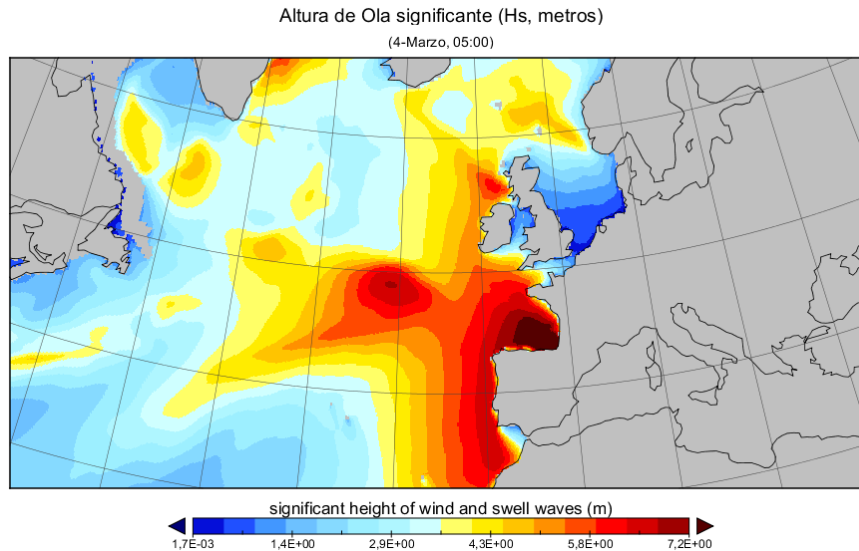 Altura de Ola significante (Hs, metros)
(4-Marzo, 05:00)
significant height of wind and swell waves (m)
1,7E-03 1,4E+00 2,9E+00 4,3E+00 5,8E+00 7,2E+00